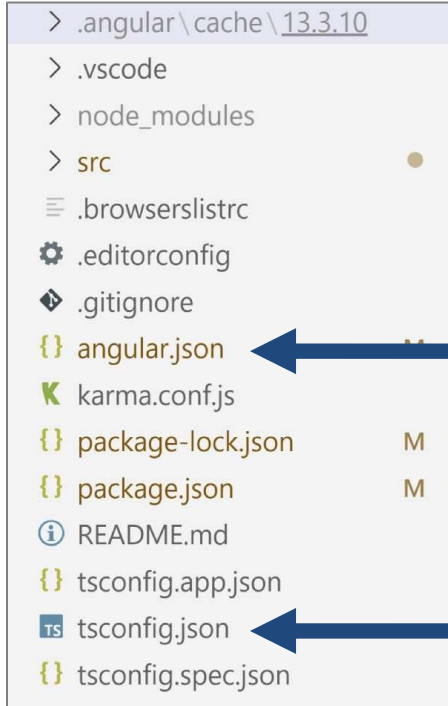 .angular\cache\13.3.10
.vscode
node_modules
src
.browserslistrc
.editorconfig
.gitignore
angular.json
karma.conf.js
package-lock.json M
package.json M
README.md
tsconfig.app.json
TS tsconfig.json
tsconfig.spec.json